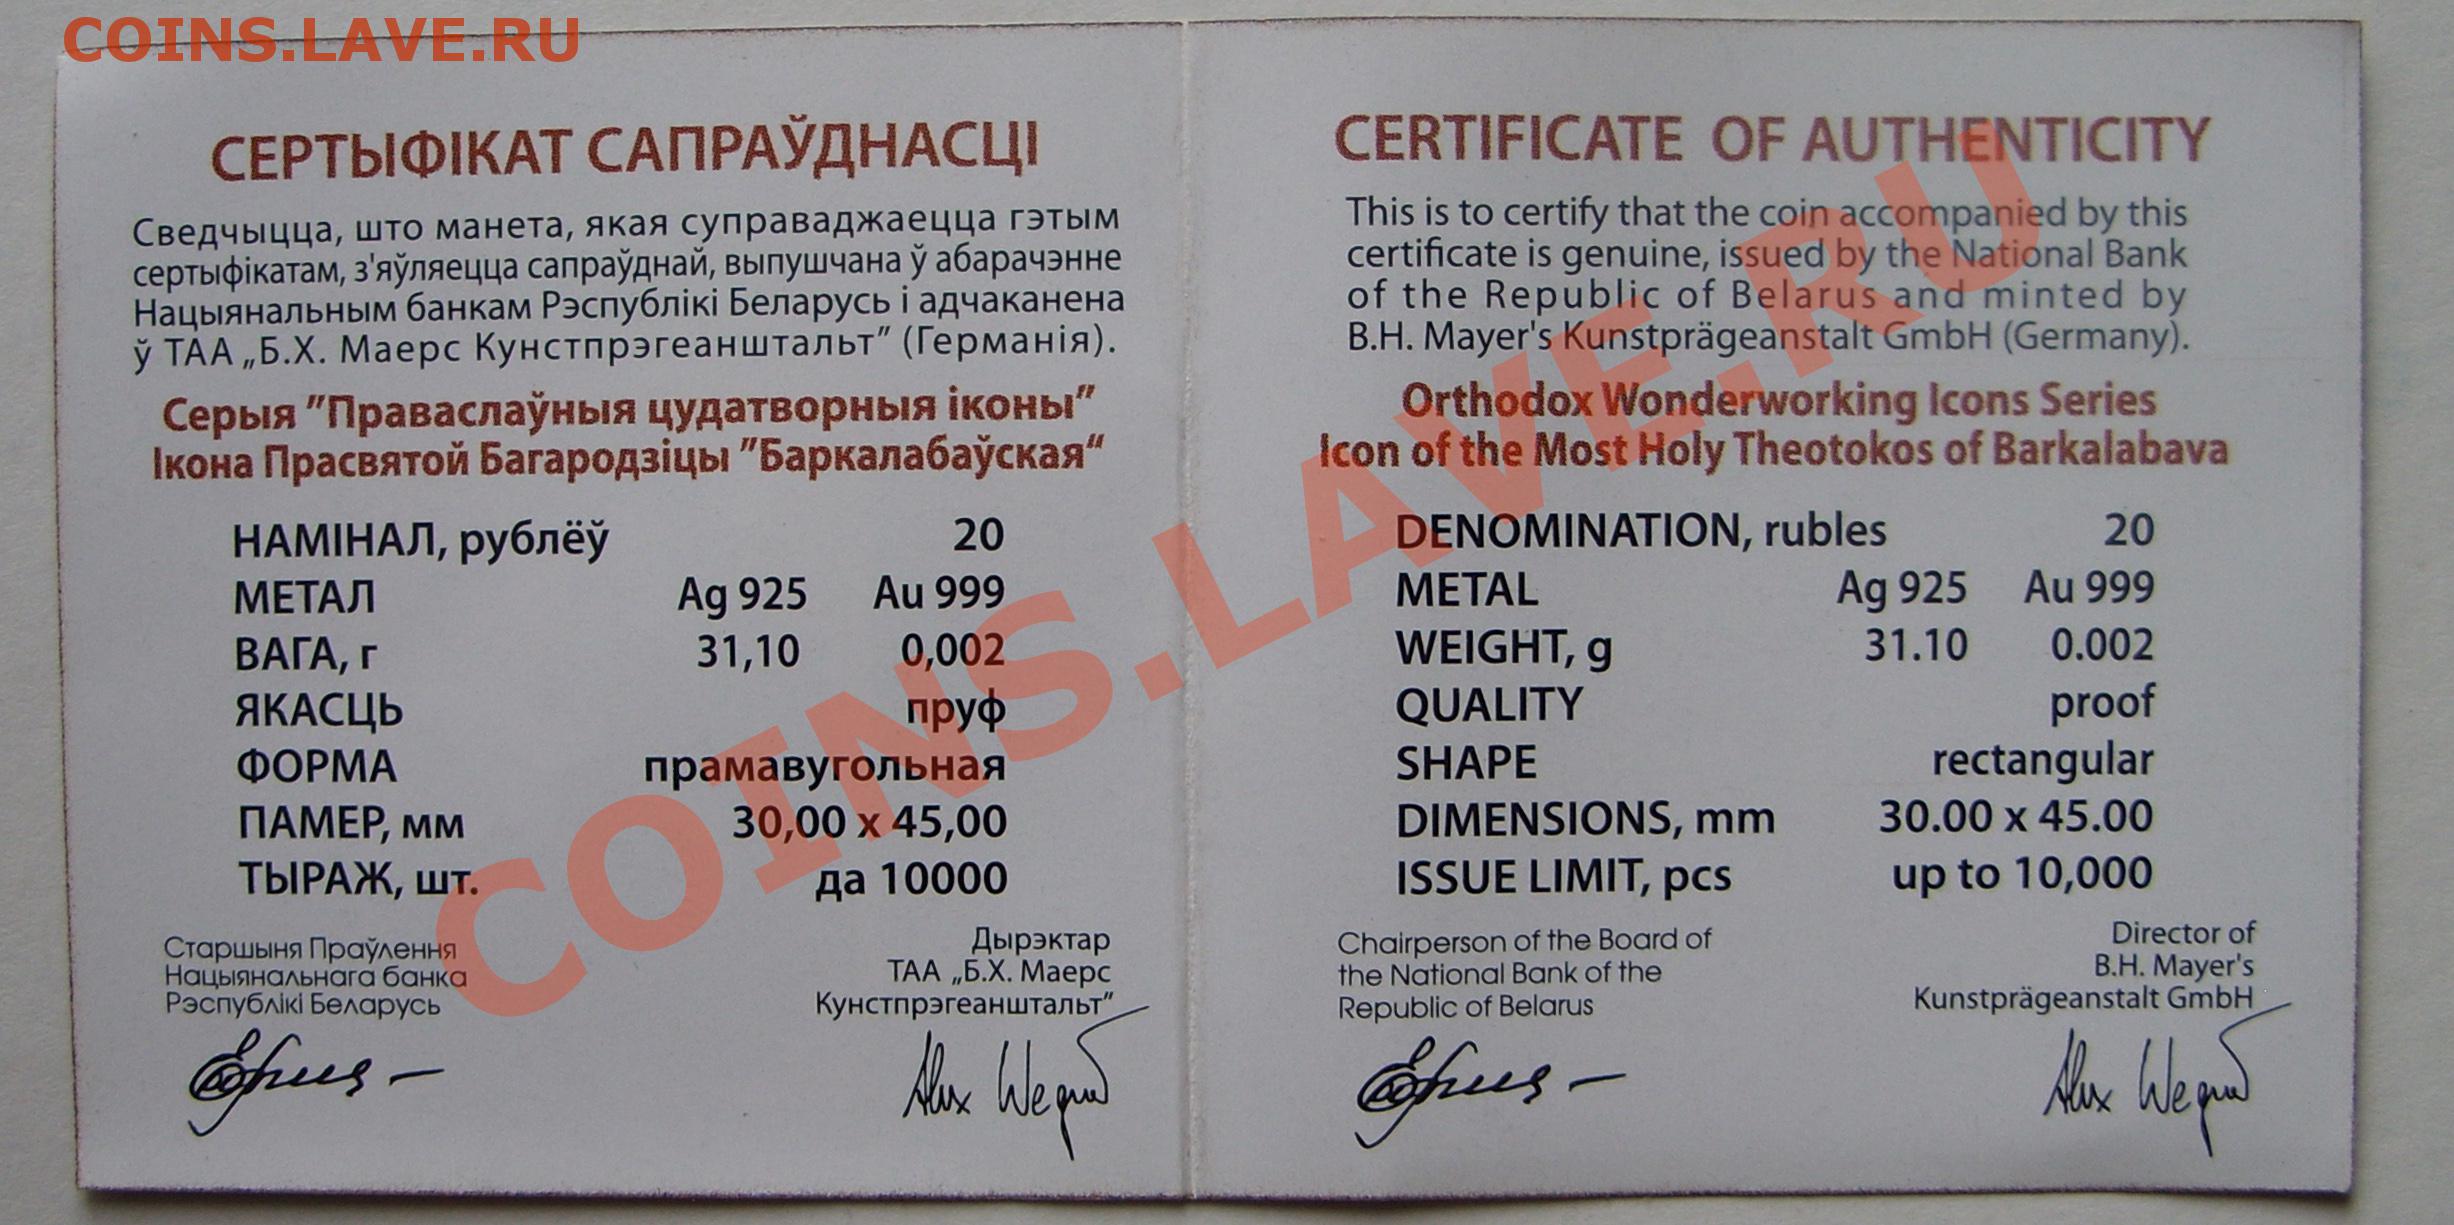 COINS.LAVE.RU
СЕРТЫФІКАТ САПРАЎДНАСЦІ
Сведчыцца, што манета, якая суправаджаецца гэтым
сертыфікатам, з'яўляецца сапраўднай, выпушчана ў абарачэнне
Нацыянальным банкам Рэспублікі Беларусь і адчаканена
ў ТАА „Б.Х. Маерс Кунстпрэгеанштальт” (Германія).
Серыя ”Праваслаўныя цудатворныя іконы”
Ікона Прасвятой Багародзіцы ”Баркалабаўская“
НАМІНАЛ, рублёў 20
МЕТАЛ Ag 925 Au 999
ВАГА, г 31,10 0,002
ЯКАСЦЬ пруф
ФОРМА прамавугольная
ПАМЕР, мм 30,00 x 45,00
ТЫРАЖ, шт. да 10000
Старшыня Праўлення
Нацыянальнага банка
Рэспублікі Беларусь
Дырэктар
ТАА „Б.Х. Маерс
Кунстпрэгеанштальт”
Alex
CERTIFICATE OF AUTHENTICITY
This is to certify that the coin accompanied by this
certificate is genuine, issued by the National Bank
of the Republic of Belarus and minted by
B.H. Mayer's Kunstprägeanstalt GmbH (Germany).
Orthodox Wonderworking Icons Series
Icon of the Most Holy Theotokos of Barkalabava
DENOMINATION, rubles 20
METAL Ag 925 Au 999
WEIGHT, g 31.10 0.002
QUALITY proof
SHAPE rectangular
DIMENSIONS, mm 30.00 x 45.00
ISSUE LIMIT, pcs up to 10,000
Chairperson of the Board of
the National Bank of the
Republic of Belarus
Director of
B.H. Mayer's
Kunstprägeanstalt GmbH
Alex
COINS.LAVE.RU